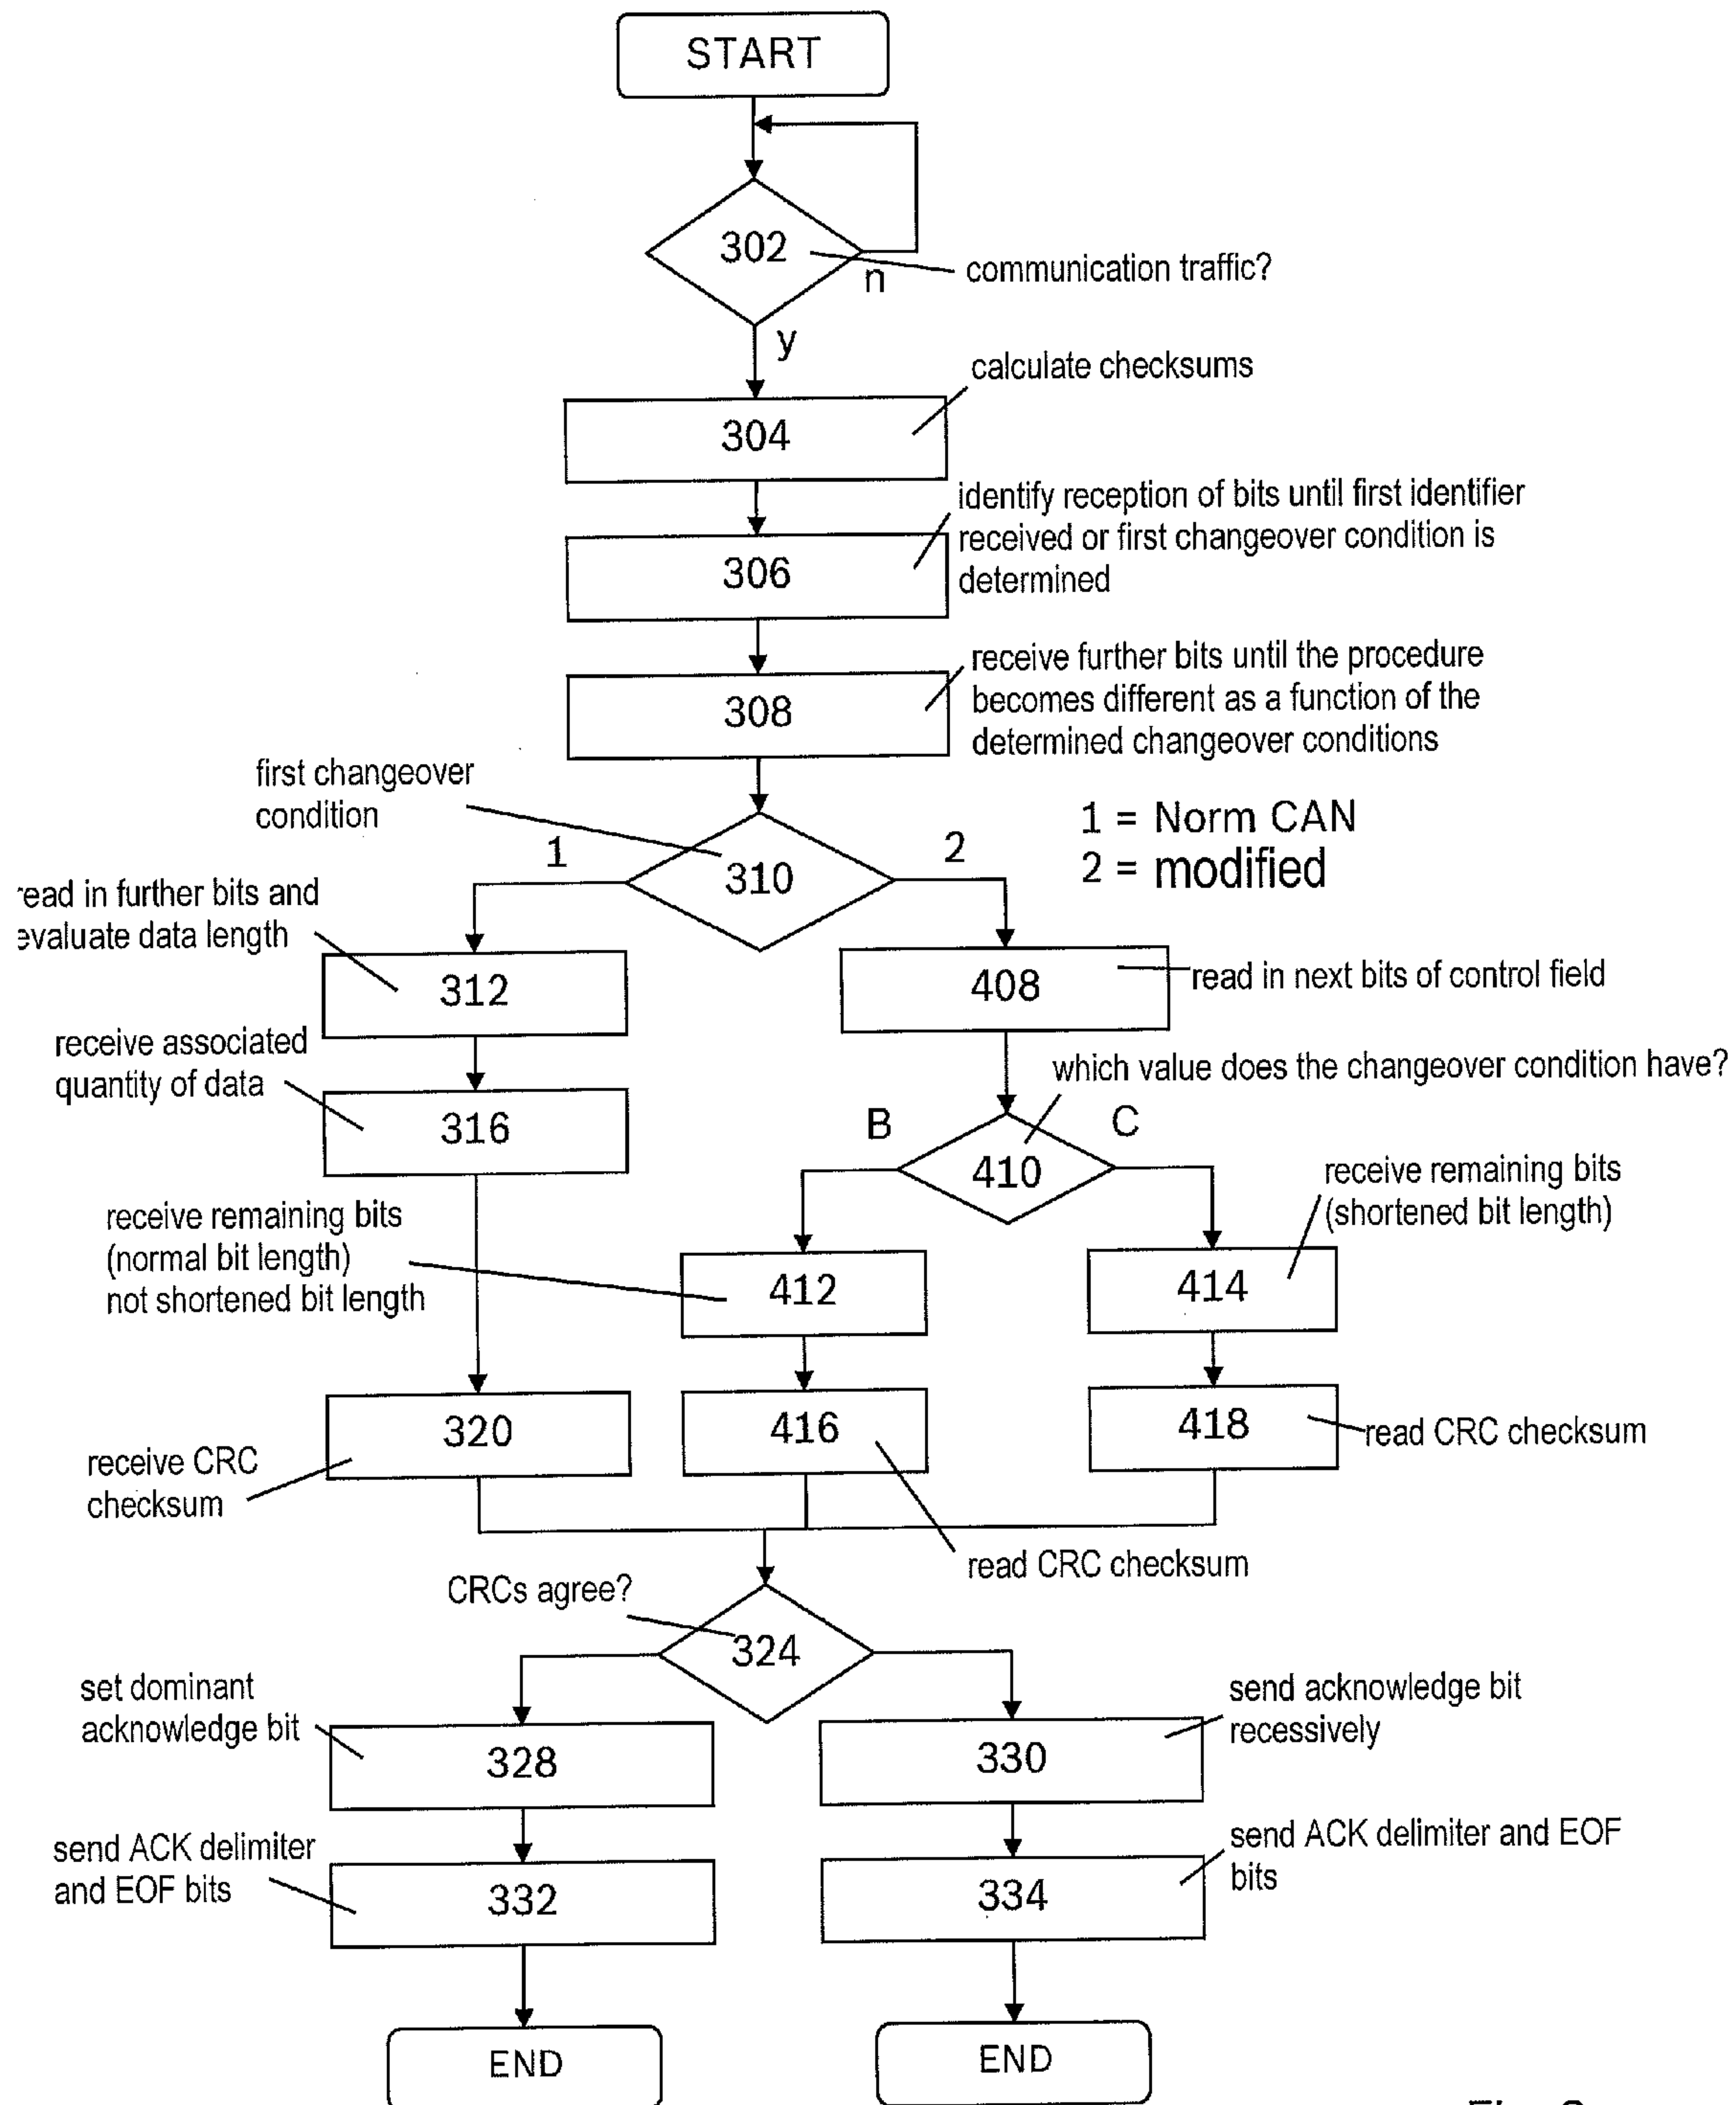 START
302
n
communication traffic?
y
calculate checksums
304
identify reception of bits until first identifier
received or first changeover condition is
determined
306
receive further bits until the procedure
becomes different as a function of the
determined changeover conditions
308
first changeover
condition
1 = Norm CAN
2 = modified
1
2
310
read in further bits and
evaluate data length
312
408
read in next bits of control field
receive associated
quantity of data
316
which value does the changeover condition have?
B
C
410
receive remaining bits
(shortened bit length)
receive remaining bits
(normal bit length)
not shortened bit length
412
414
320
416
418
read CRC checksum
receive CRC
checksum
read CRC checksum
CRCs agree?
324
set dominant
acknowledge bit
send acknowledge bit
recessively
328
330
send ACK delimiter
and EOF bits
send ACK delimiter and EOF
bits
332
334
END
END